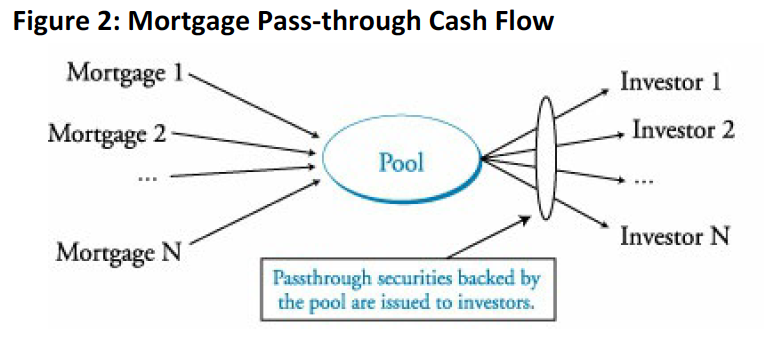 Figure 2: Mortgage Pass-through Cash Flow
Mortgage 1
Mortgage 2
...
Mortgage N
Pool
Investor 1
Investor 2
...
Investor N
Passthrough securities backed by
the pool are issued to investors.